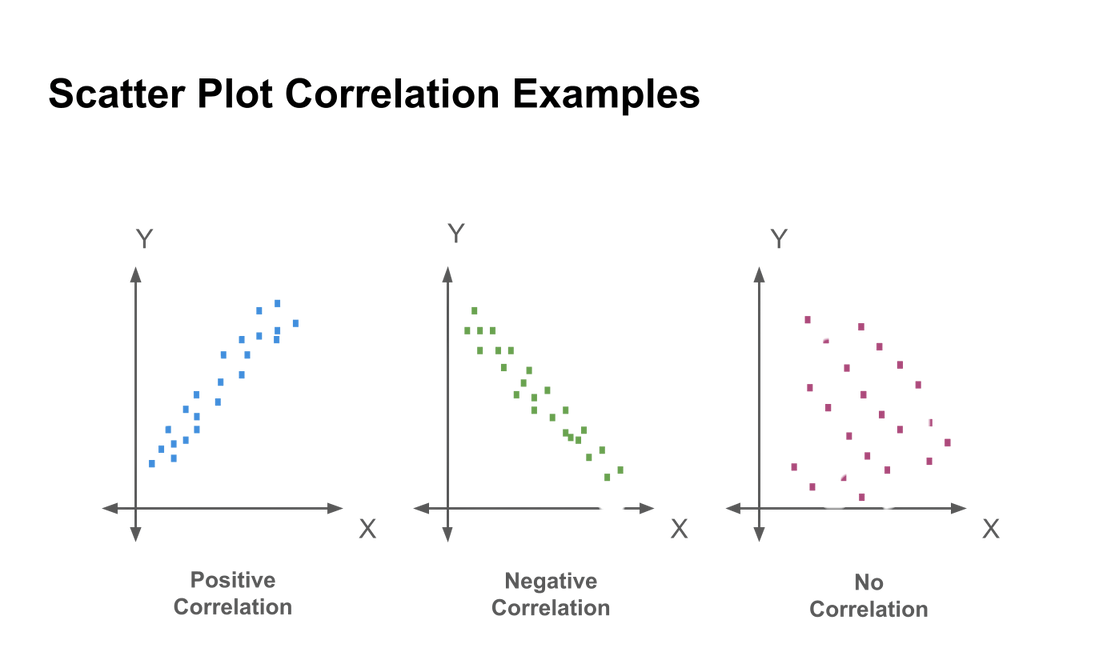 Scatter Plot Correlation Examples
Y
X
Positive
Correlation
Y
X
Negative
Correlation
Y
X
No
Correlation